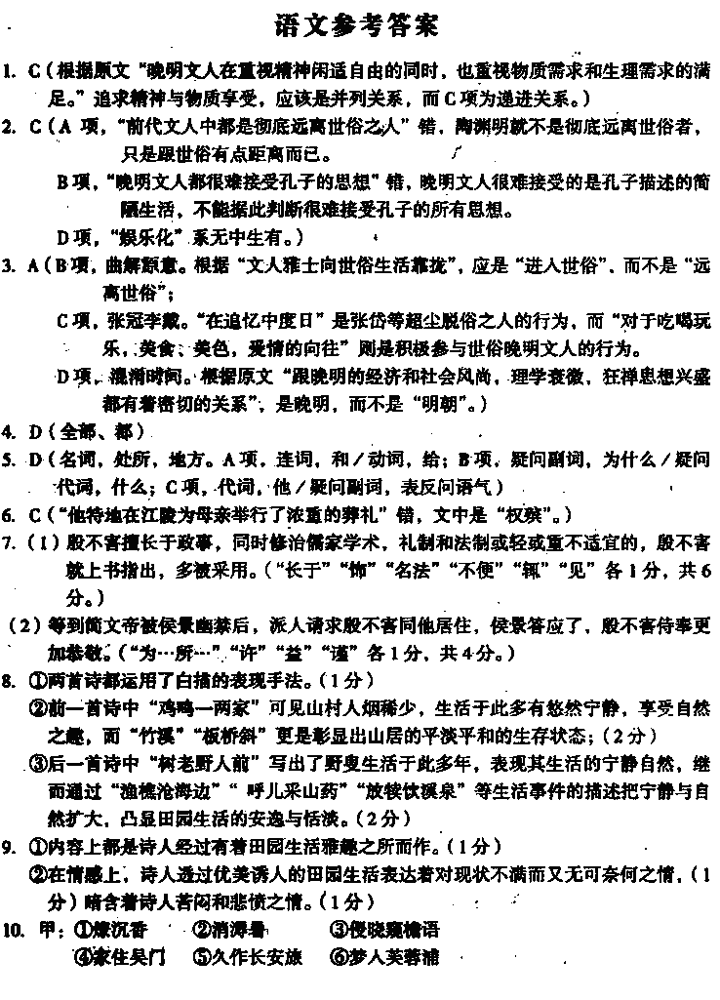 语文参考答案
1. C(根据原文“晚明文人在重视精神闲适自由的同时,也重视物质需求和生理需求的满
足。”追求精神与物质享受,应该是并列关系,而C项为递进关系。)
2. C(A 项,“前代文人中都是彻底远离世俗之人”错,陶渊明就不是彻底远离世俗者,
只是跟世俗有点距离而已。
B项,“晚明文人都很难接受孔子的思想”错,晚明文人很难接受的是孔子描述的简
陋生活,不能据此判断很难接受孔子的所有思想。
D项,“娱乐化”系无中生有。)
3. A(B项,曲解原意。根据“文人雅士向世俗生活靠拢”,应是“进入世俗”、而不是“远
离世俗”;
C项,张冠李戴。“在追忆中度日”是张岱等超尘脱俗之人的行为,而“对于吃喝玩
乐,美食、美色,爱情的向往”则是积极参与世俗晚明文人的行为。
D项,混淆时间。根据原文“跟晚明的经济和社会风尚,理学衰微,狂禅思想兴盛
都有着密切的关系”,是晚明,而不是“明朝”。)
4. D(全部、都)
5. D(名词,处所,地方。A项,连词,和/动词,给;B项,疑问副词,为什么/疑问
代词,什么;C项,代词,他/疑问副词,表反问语气)
6. C(“他特地在江陵为母亲举行了浓重的葬礼”错,文中是“权殡”。)
7.(1)殷不害擅长于政事,同时修治儒家学术,礼制和法制或轻或重不适宜的,殷不害
就上书指出,多被采用。(“长于”“饰”“名法”“不便”“辄”“见”各1分,共6
分。)
(2)等到简文帝被侯景幽禁后,派人请求殷不害同他居住,侯景答应了,殷不害侍奉更
加恭敬。(“为…所…”“许”“益”“谨”各1分,共4分。)
8. ①两首诗都运用了白描的表现手法。(1分)
②前一首诗中“鸡鸣一两家”可见山村人烟稀少,生活于此多有悠然宁静,享受自然
之趣,而“竹溪”“板桥斜”更是彰显出山居的平淡平和的生存状态;(2分)
③后一首诗中“树老野人前”写出了野叟生活于此多年,表现其生活的宁静自然,继
而通过“渔樵沧海边”“ 呼儿采山药”“放犊饮溪泉”等生活事件的描述把宁静与自
然扩大,凸显田园生活的安逸与恬淡。(2分)
9. ①内容上都是诗人经过有着田园生活雅趣之所而作。(1分)
②在情感上,诗人透过优美诱人的田园生活表达着对现状不满而又无可奈何之情,(1
分)暗含着诗人苦闷和悲愤之情。(1分)
10. 甲:①燎沉香 ②消溽暑 ③侵晓窥檐语
④家住吴门 ⑤久作长安旅 ⑥梦入芙蓉浦